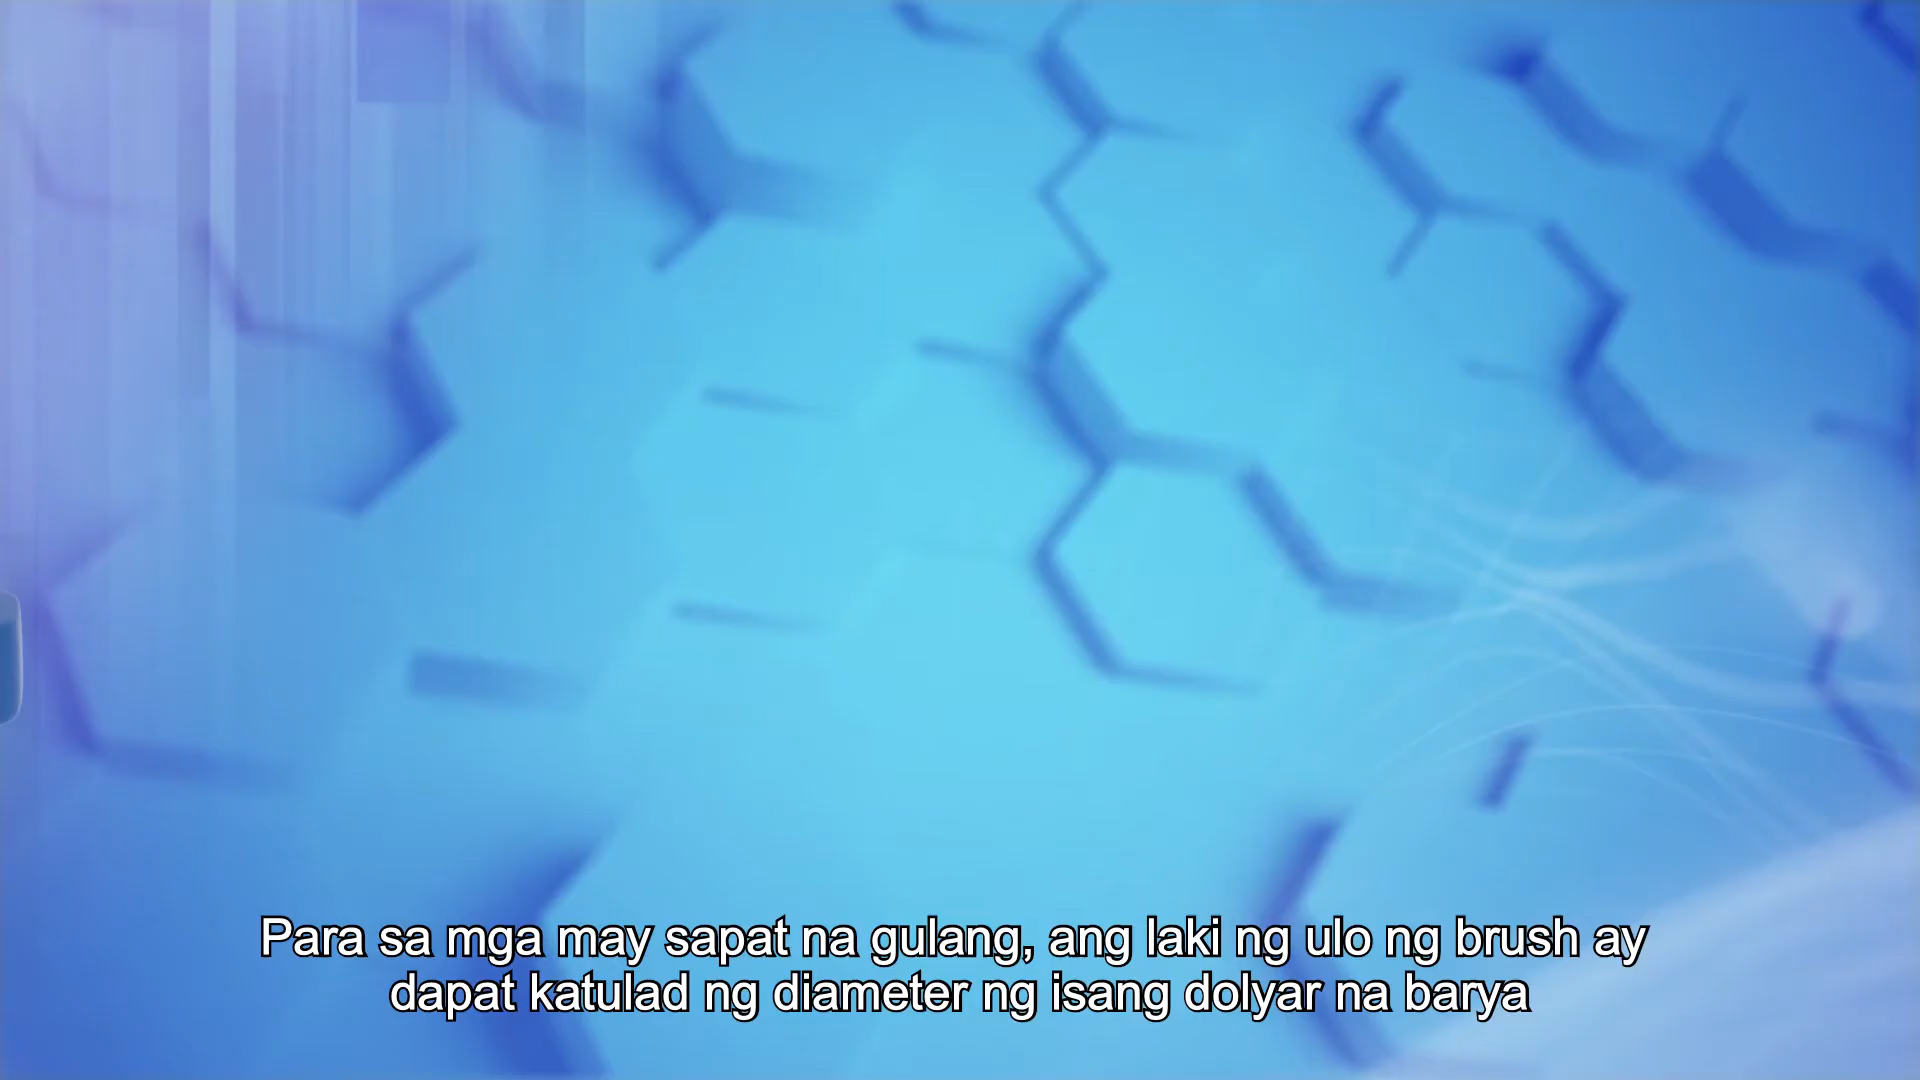 Para sa mga may sapat na gulang, ang laki ng ulo ng brush ay
dapat katulad ng diameter ng isang dolyar na barya